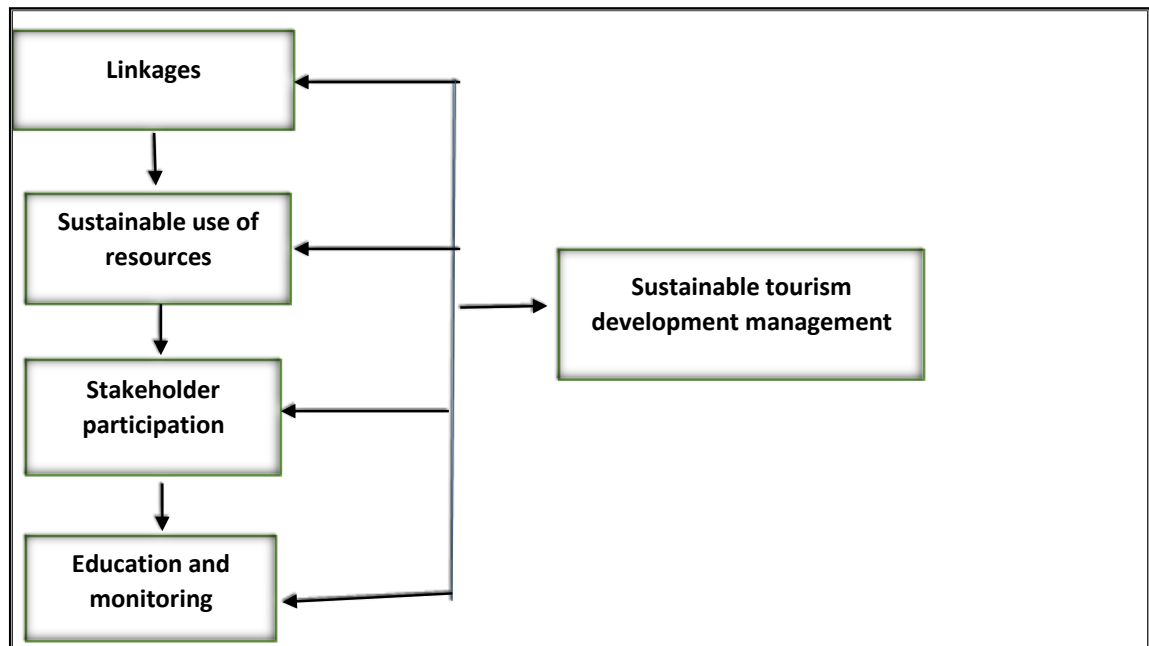 Linkages
Sustainable use of
resources
Stakeholder
participation
Education and
monitoring
Sustainable tourism
development management